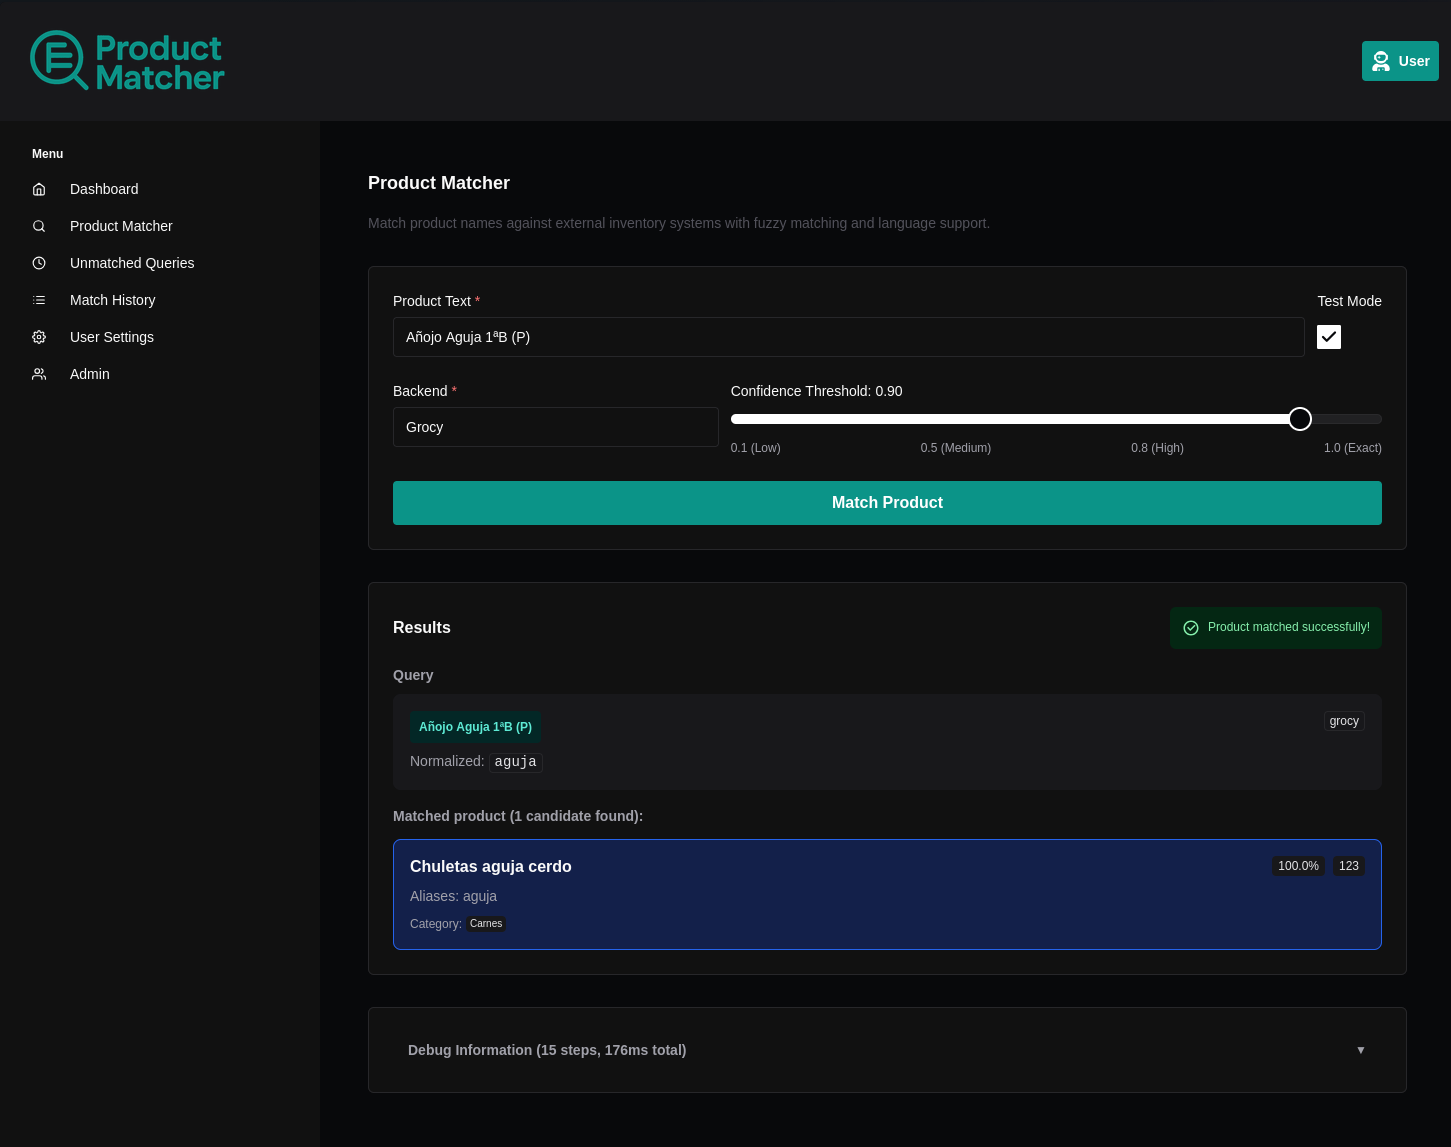 Product
Matcher
User
Menu
Dashboard
Product Matcher
Unmatched Queries
Match History
User Settings
Admin
Product Matcher
Match product names against external inventory systems with fuzzy matching and language support.
Product Text *
Test Mode
Añojo Aguja 1ªB (P)
Backend *
Confidence Threshold: 0.90
Grocy
0.1 (Low) 0.5 (Medium) 0.8 (High) 1.0 (Exact)
Match Product
Results
Product matched successfully!
Query
Añojo Aguja 1ªB (P)
grocy
Normalized: aguja
Matched product (1 candidate found):
Chuletas aguja cerdo
100.0% 123
Aliases: aguja
Category: Carnes
Debug Information (15 steps, 176ms total)